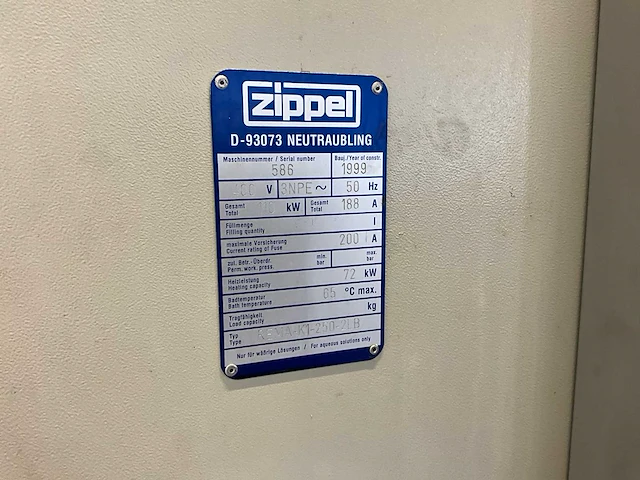 zippel
D-93073 NEUTRAUBLING
Maschinennummer / Serial number Bauj./Year of constr.
586 1999
V 3NPE ~ 50 Hz
Gesamt Total kW Gesamt Total 188 A
Füllmenge l
Filling quantity
maximale Vorsicherung 200 A
Current rating of Fuse
zul. Betr.-Überdr. min. bar max. bar
Perm. work. press.
Heizleistung 72 kW
Heating capacity
Badtemperatur 65 °C max.
Bath temperature
Tragfähigkeit kg
Load capacity
Typ
Type
Nur für wäßrige Lösungen / For aqueous solutions only